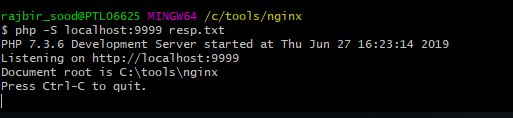 rajbir_sood@PTL06625 MINGW64 /c/tools/nginx
$ php -S localhost:9999 resp.txt
PHP 7.3.6 Development Server started at Thu Jun 27 16:23:14 2019
Listening on http://localhost:9999
Document root is C:\tools\nginx
Press Ctrl-C to quit.